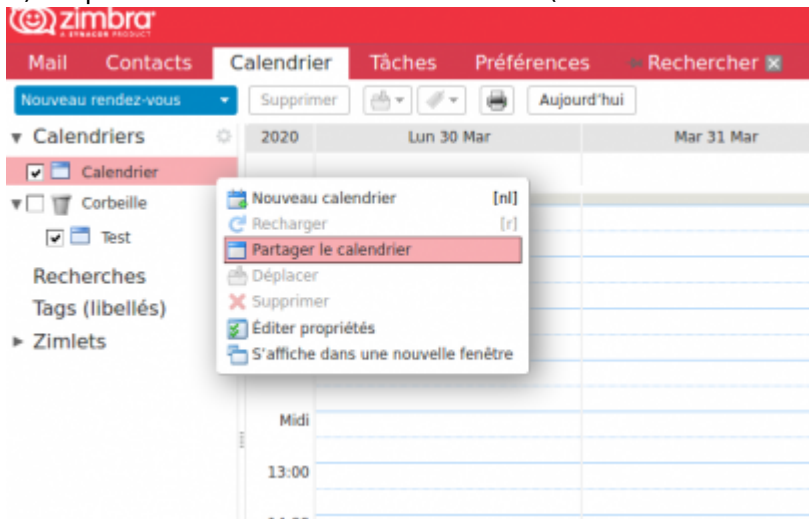 zimbra
A SYNACOR PRODUCT
Mail Contacts Calendrier Tâches Préférences Rechercher
Nouveau rendez-vous Supprimer Aujourd'hui
Calendriers 2020 Lun 30 Mar Mar 31 Mar
Calendrier
Corbeille
Test
Recherches
Tags (libellés)
Zimlets
Nouveau calendrier [nl]
Recharger [r]
Partager le calendrier
Déplacer
Supprimer
Éditer propriétés
S'affiche dans une nouvelle fenêtre
Midi
13:00